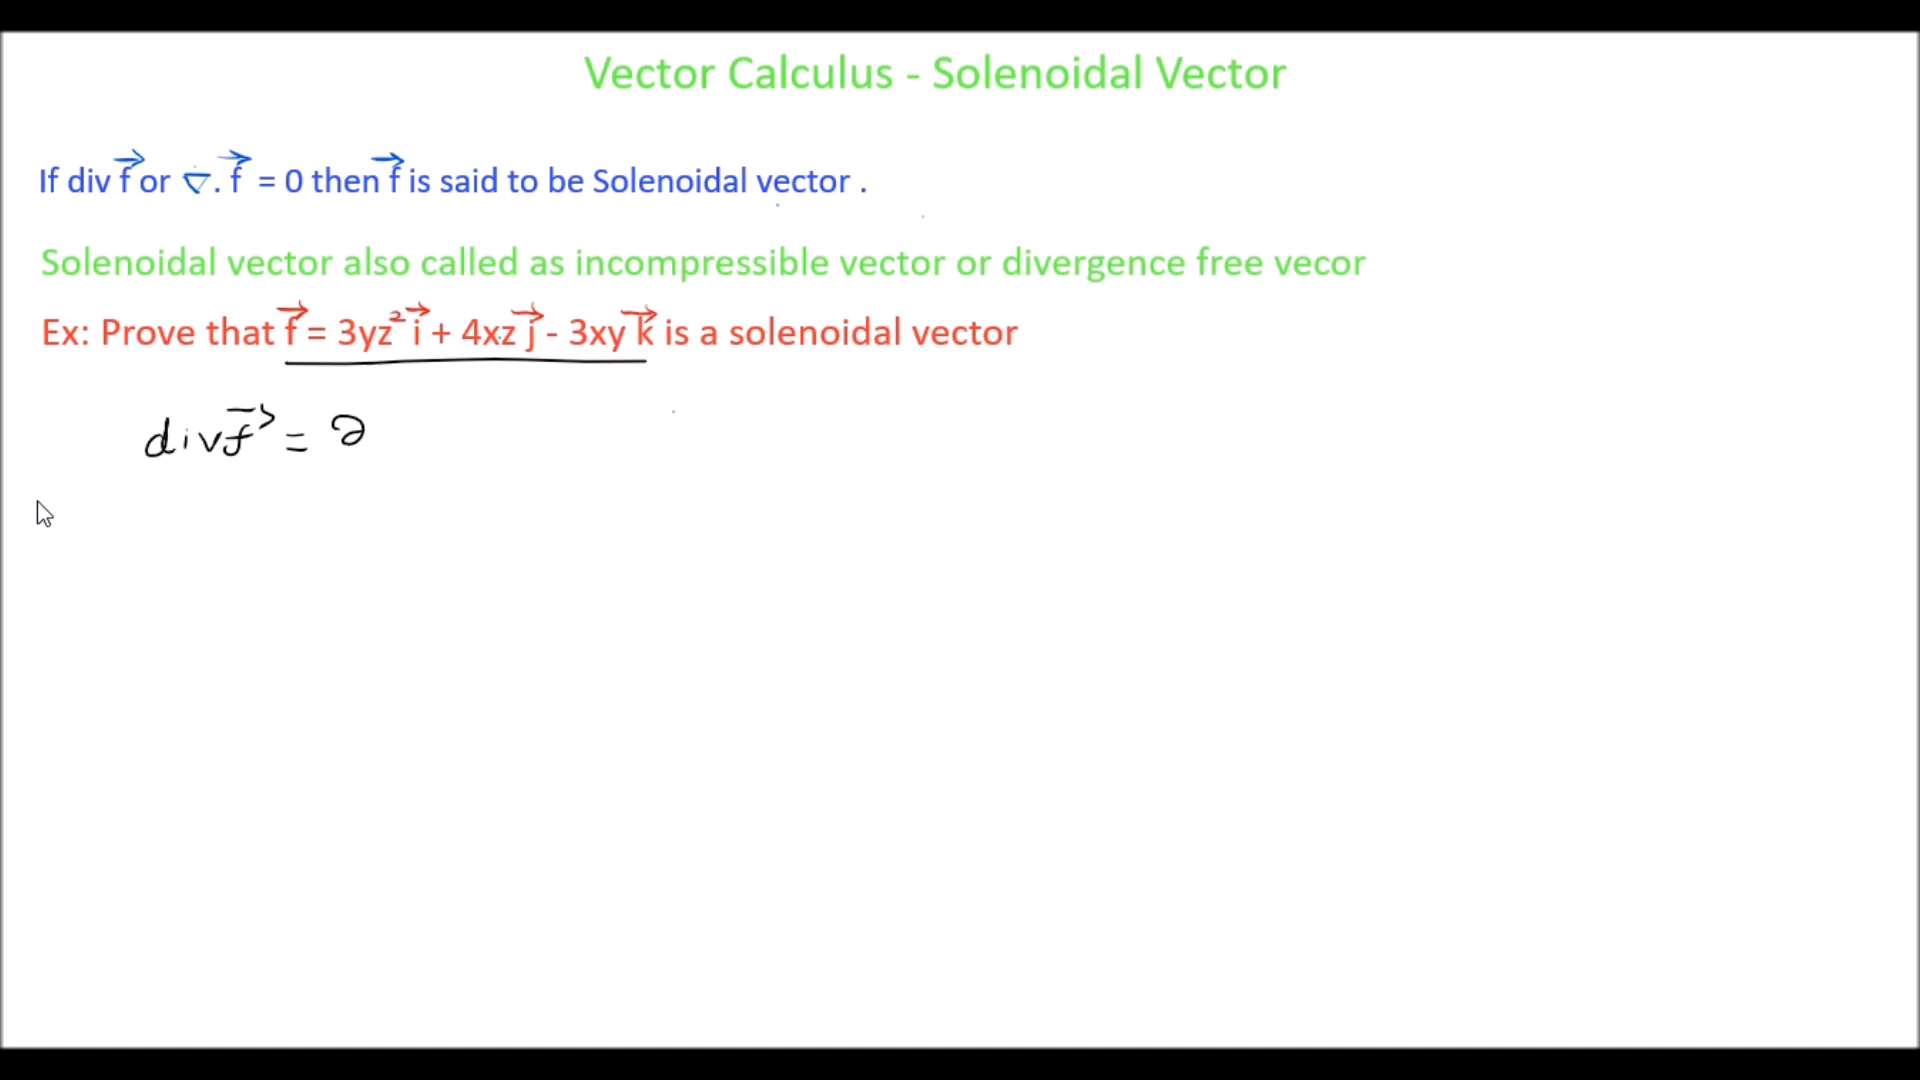 Vector Calculus - Solenoidal Vector
If div f⃗ or ∇. f⃗ = 0 then f⃗ is said to be Solenoidal vector .
Solenoidal vector also called as incompressible vector or divergence free vecor
Ex: Prove that f⃗ = 3yz² i⃗ + 4xz j⃗ - 3xy k⃗ is a solenoidal vector
div f⃗ = ∂